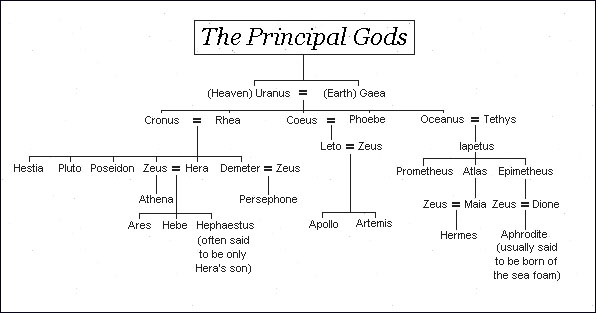 The Principal Gods
(Heaven) Uranus = (Earth) Gaea
Cronus = Rhea Coeus = Phoebe Oceanus = Tethys
Leto = Zeus Iapetus
Hestia Pluto Poseidon Zeus = Hera Demeter = Zeus Prometheus Atlas Epimetheus
Athena Persephone Zeus = Maia Zeus = Dione
Ares Hebe Hephaestus Apollo Artemis Hermes Aphrodite
(often said
to be only
Hera's son)
(usually said
to be born of
the sea foam)